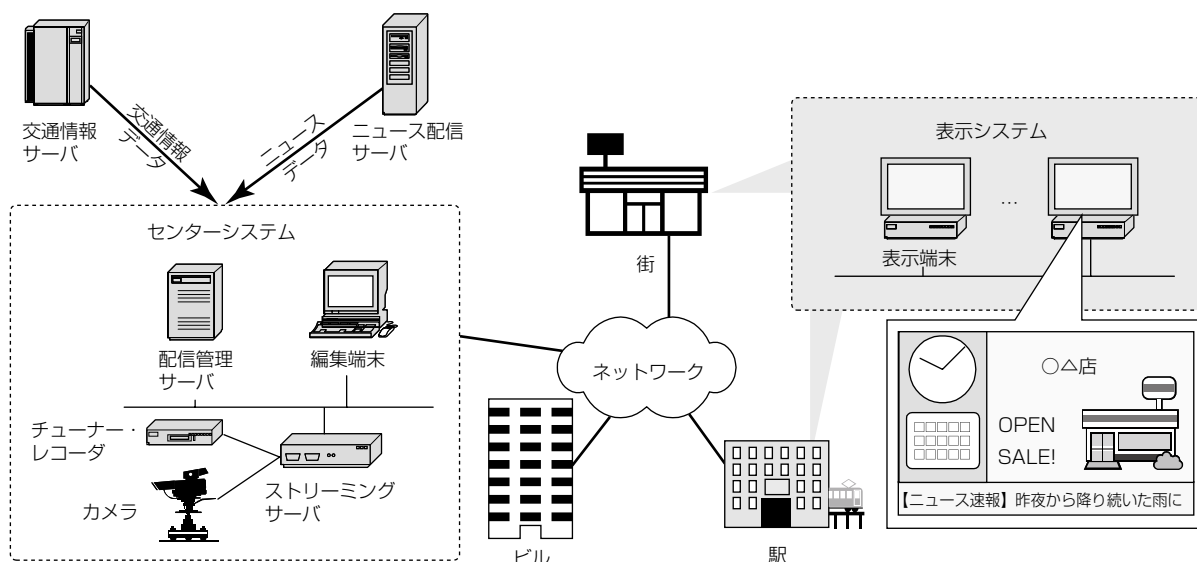 交通情報
サーバ
交通情報
データ
ニュース
データ
ニュース配信
サーバ
センターシステム
配信管理
サーバ
編集端末
チューナー・
レコーダ
カメラ
ストリーミング
サーバ
街
ネットワーク
ビル
駅
表示システム
…
表示端末
○△店
OPEN
SALE!
【ニュース速報】昨夜から降り続いた雨に